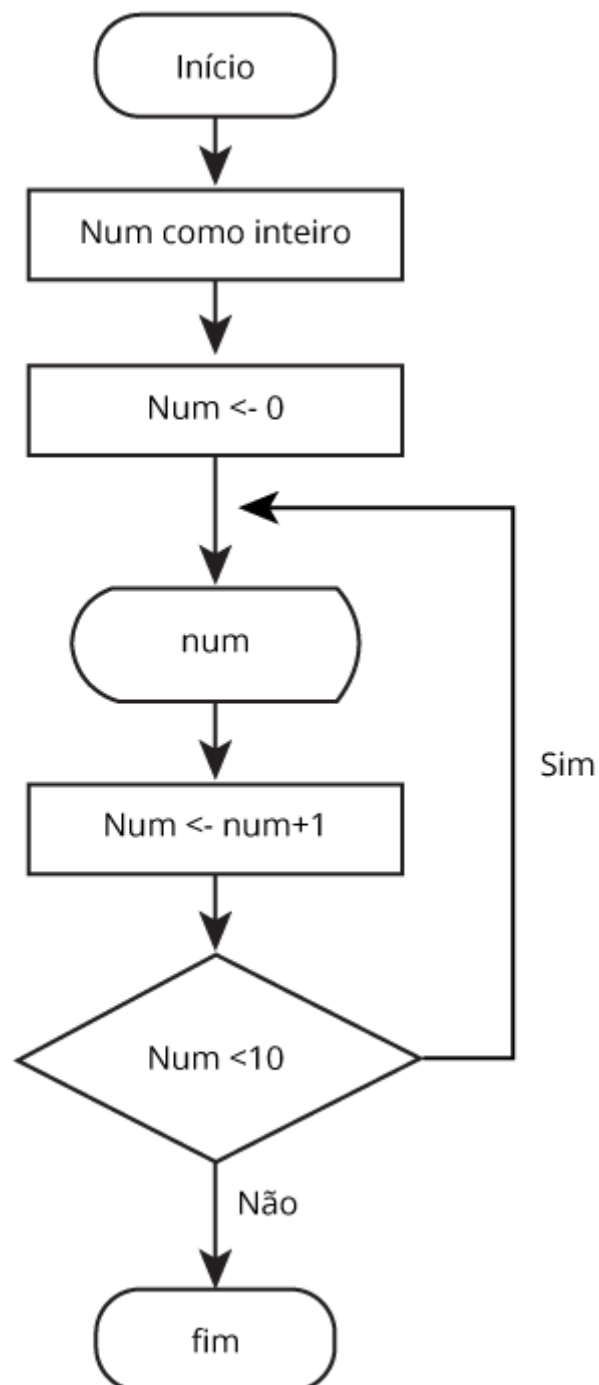 Início
Num como inteiro
Num <- 0
num
Sim
Num <- num+1
Num <10
Não
fim